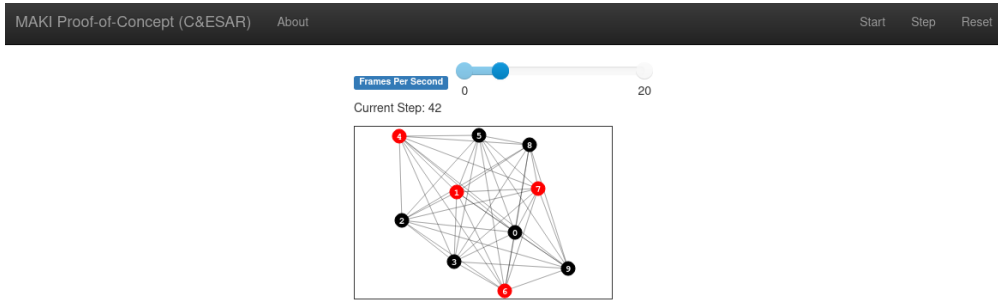 MAKI Proof-of-Concept (C&ESAR) About Start Step Reset
Frames Per Second
0 20
Current Step: 42
4 5 8
1 7
2 0
3 9
6